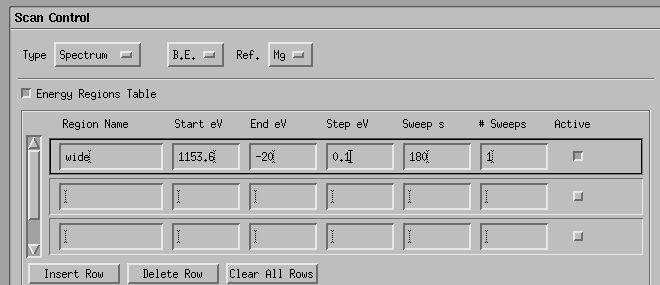 Scan Control
Type Spectrum B.E. Ref. Mg
Energy Regions Table
Region Name Start eV End eV Step eV Sweep s # Sweeps Active
wide 1153.6 -20 0.1 180 1
Insert Row Delete Row Clear All Rows